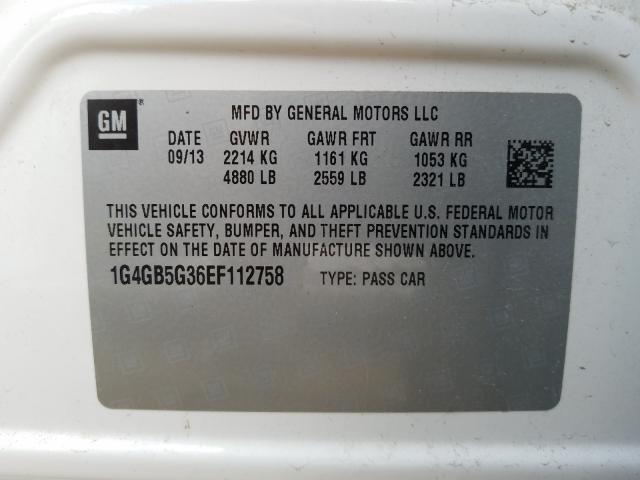 GM ®
MFD BY GENERAL MOTORS LLC
DATE GVWR GAWR FRT GAWR RR
09/13 2214 KG 1161 KG 1053 KG
4880 LB 2559 LB 2321 LB
THIS VEHICLE CONFORMS TO ALL APPLICABLE U.S. FEDERAL MOTOR
VEHICLE SAFETY, BUMPER, AND THEFT PREVENTION STANDARDS IN
EFFECT ON THE DATE OF MANUFACTURE SHOWN ABOVE.
1G4GB5G36EF112758 TYPE: PASS CAR